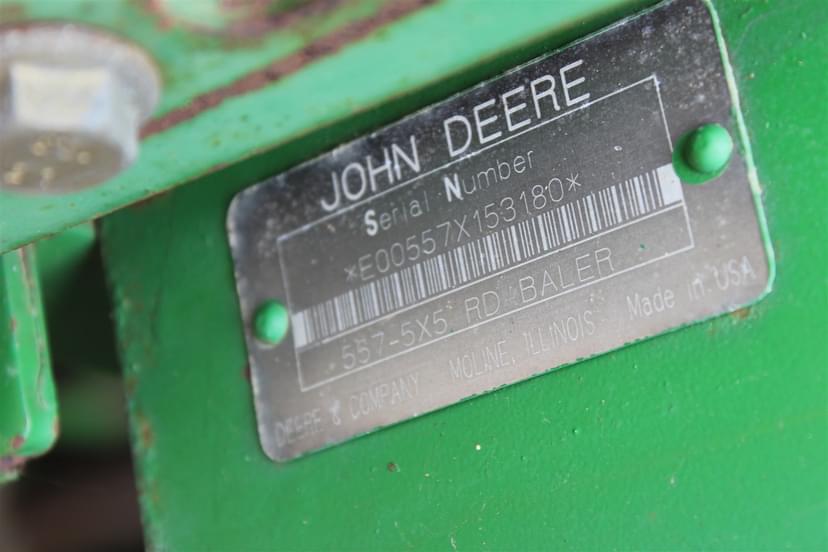 JOHN DEERE
Serial Number
*E00557X153180*
557-5X5 RD BALER
DEERE & COMPANY MOLINE, ILLINOIS Made in USA